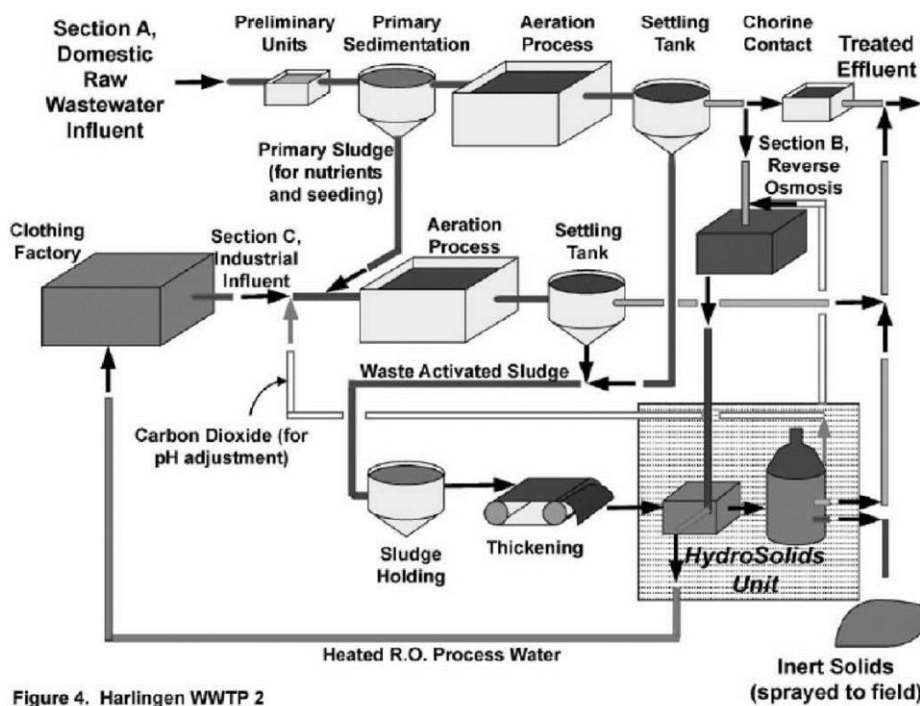 Section A,
Domestic
Raw
Wastewater
Influent
Preliminary
Units
Primary
Sedimentation
Aeration
Process
Settling
Tank
Chorine
Contact
Treated
Effluent
Primary Sludge
(for nutrients
and seeding)
Section B,
Reverse
Osmosis
Clothing
Factory
Section C,
Industrial
Influent
Aeration
Process
Settling
Tank
Waste Activated Sludge
Carbon Dioxide (for
pH adjustment)
Sludge
Holding
Thickening
HydroSolids
Unit
Heated R.O. Process Water
Inert Solids
(sprayed to field)
Figure 4. Harlingen WWTP 2